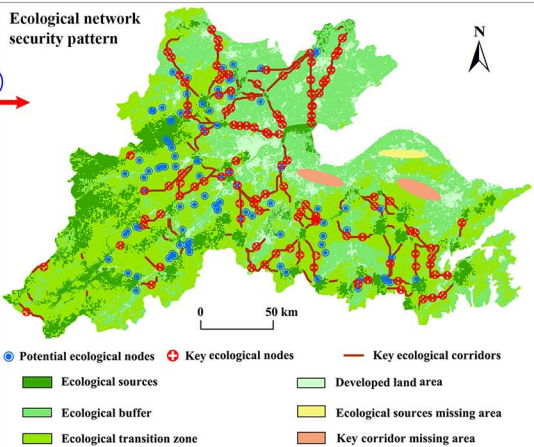 Ecological network
security pattern
N
0 50 km
Potential ecological nodes Key ecological nodes Key ecological corridors
Ecological sources Developed land area
Ecological buffer Ecological sources missing area
Ecological transition zone Key corridor missing area